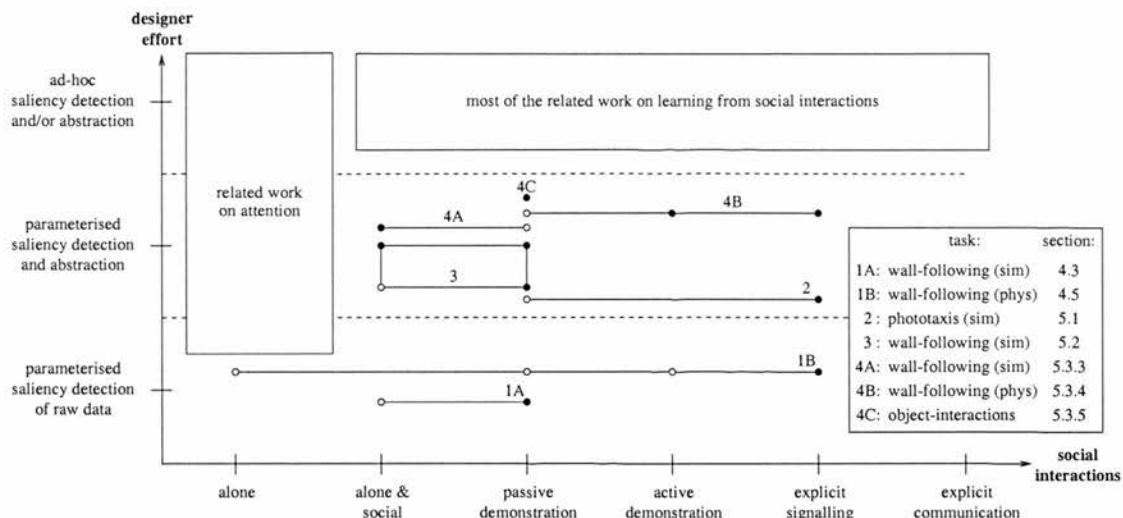 designer
effort
ad-hoc
saliency detection
and/or abstraction
most of the related work on learning from social interactions
related work
on attention
4C
4A
4B
parameterised
saliency detection
and abstraction
3
2
task: section:
1A: wall-following (sim) 4.3
1B: wall-following (phys) 4.5
2 : phototaxis (sim) 5.1
3 : wall-following (sim) 5.2
4A: wall-following (sim) 5.3.3
4B: wall-following (phys) 5.3.4
4C: object-interactions 5.3.5
1B
parameterised
saliency detection
of raw data
1A
social
interactions
alone
alone &
social
passive
demonstration
active
demonstration
explicit
signalling
explicit
communication